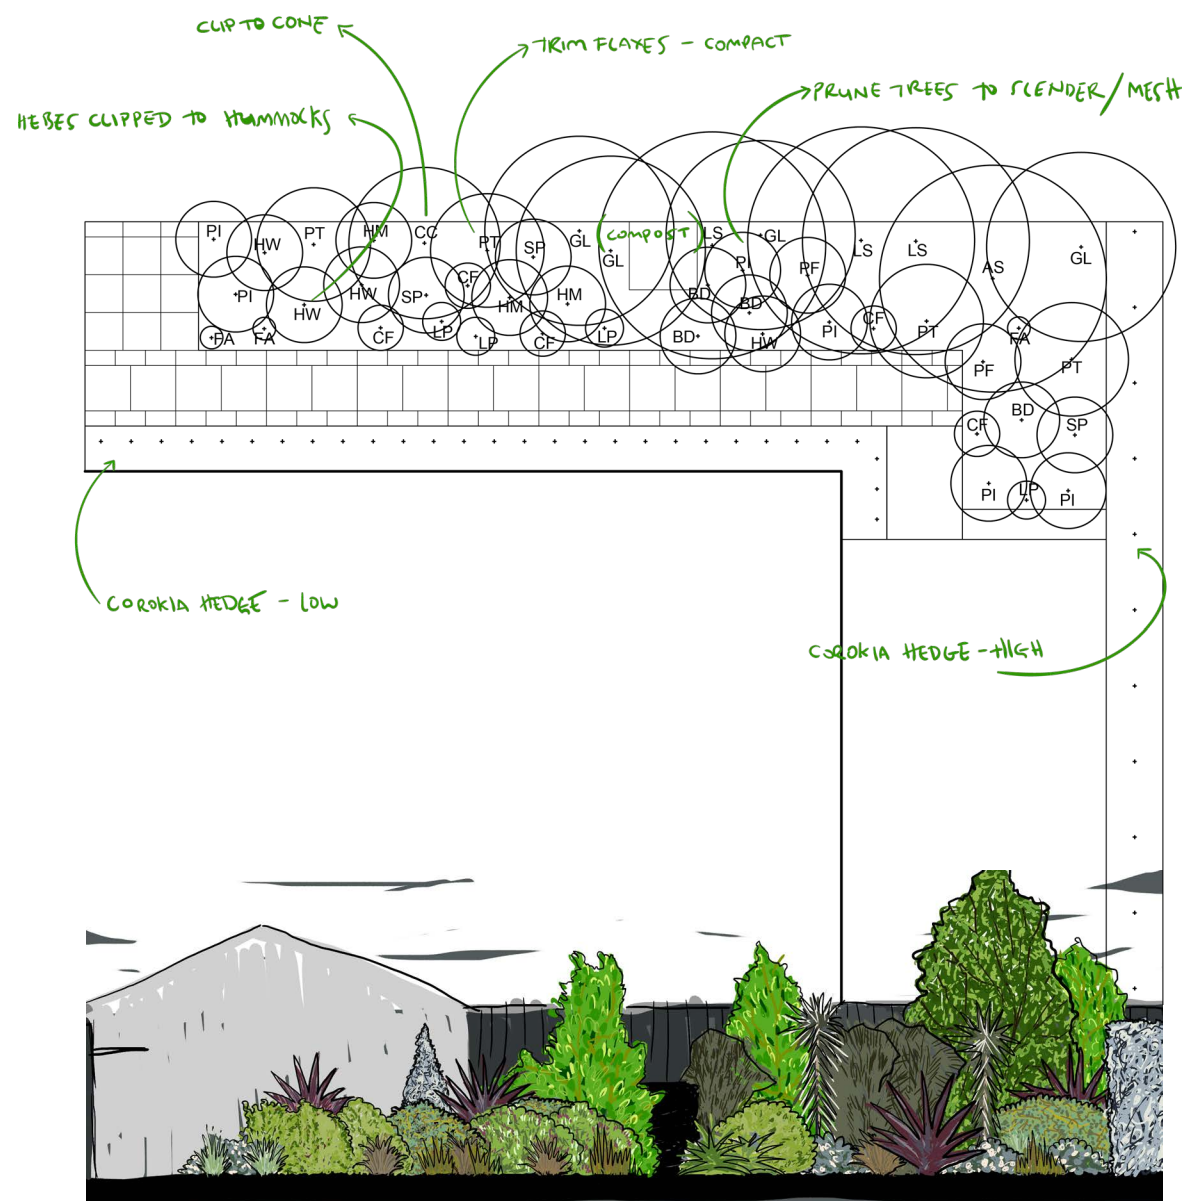 CLIP TO CONE
TRIM FLAXES - COMPACT
PRUNE TREES TO SLENDER/MESH
HEBES CLIPPED TO HUMMOCKS
PI HW PT HM CC PT SP GL GL (COMPOST) LS GL PI PF LS LS AS GL
PI HW HW SP CF HM HM BD BD
FA FA CF LP LP CF LP BD HW PI CF PT FA
PF PT
BD
CF SP
PI LP PI
COROKIA HEDGE - LOW
COROKIA HEDGE - HIGH